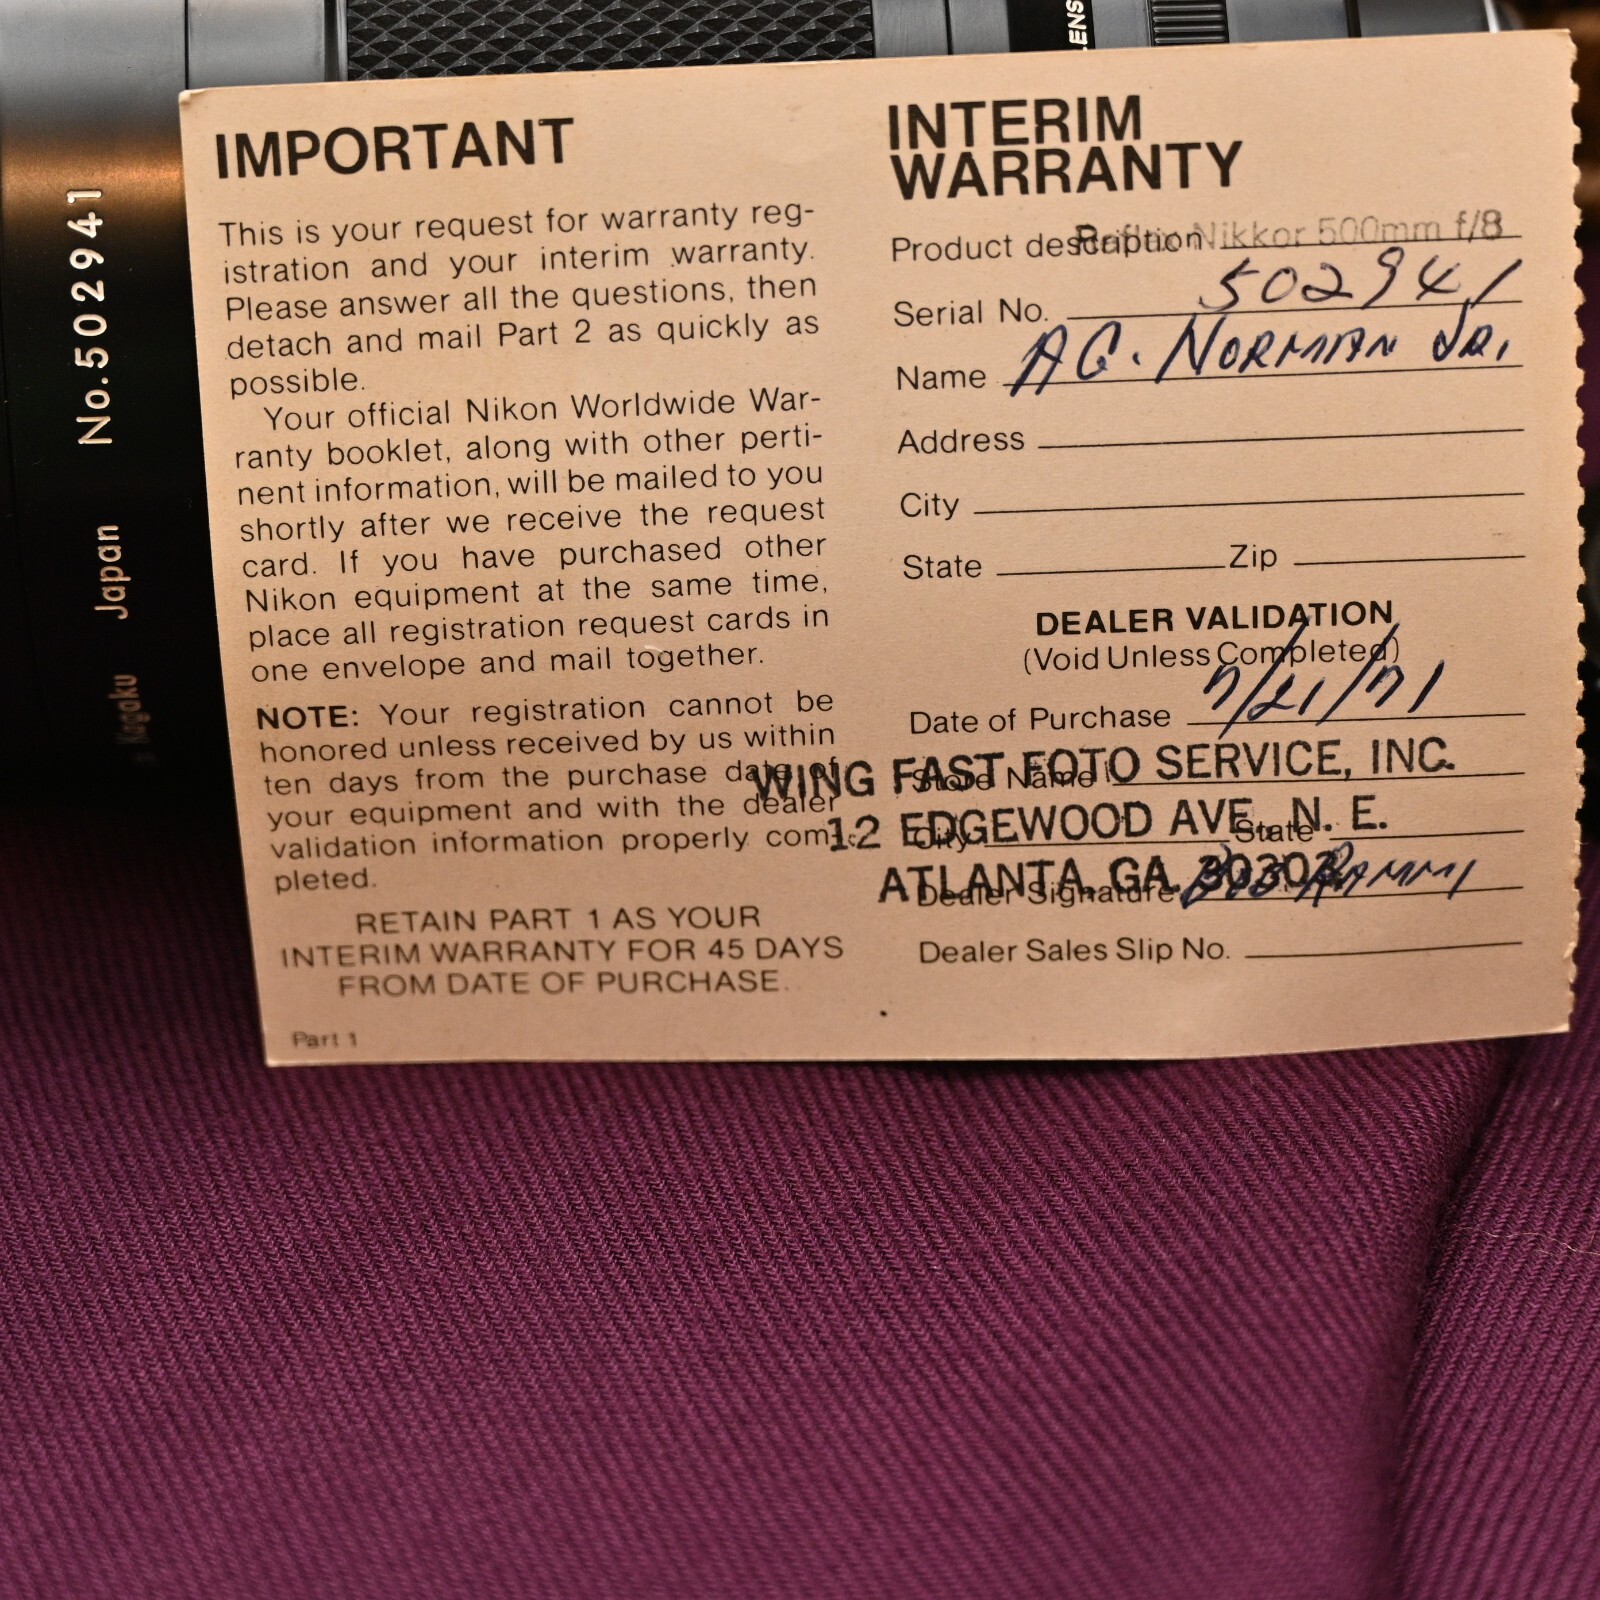 LENS
No.502941 Japan Kogaku
IMPORTANT
This is your request for warranty reg-
istration and your interim warranty.
Please answer all the questions, then
detach and mail Part 2 as quickly as
possible.
Your official Nikon Worldwide War-
ranty booklet, along with other perti-
nent information, will be mailed to you
shortly after we receive the request
card. If you have purchased other
Nikon equipment at the same time,
place all registration request cards in
one envelope and mail together.
NOTE: Your registration cannot be
honored unless received by us within
ten days from the purchase date of
your equipment and with the dealer
validation information properly com-
pleted.
RETAIN PART 1 AS YOUR
INTERIM WARRANTY FOR 45 DAYS
FROM DATE OF PURCHASE.
Part 1
INTERIM
WARRANTY
Product description Reflex-Nikkor 500mm f/8
Serial No. 502941
Name A G. NORMAN JR.
Address
City
State Zip
DEALER VALIDATION
(Void Unless Completed)
Date of Purchase 7/21/71
Store Name
WING FAST FOTO SERVICE, INC.
City State
12 EDGEWOOD AVE., N. E.
ATLANTA, GA. 30303
Dealer Signature
Dealer Sales Slip No.